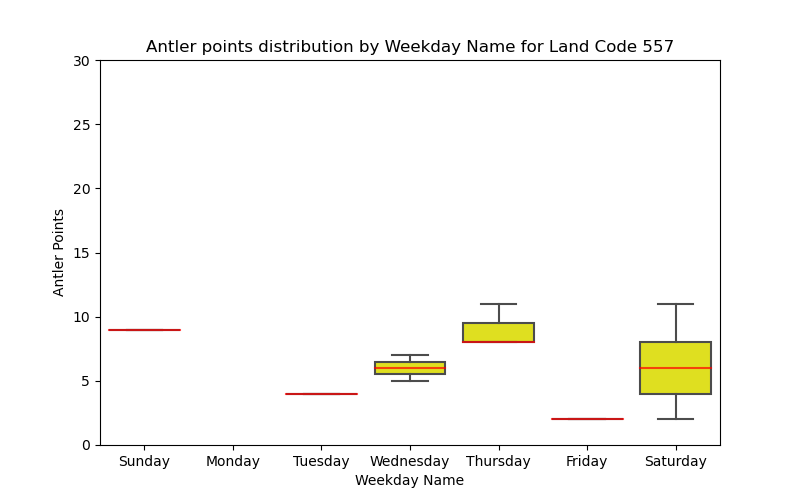 Antler points distribution by Weekday Name for Land Code 557
30
25
20
15
10
5
0
Antler Points
Sunday Monday Tuesday Wednesday Thursday Friday Saturday
Weekday Name